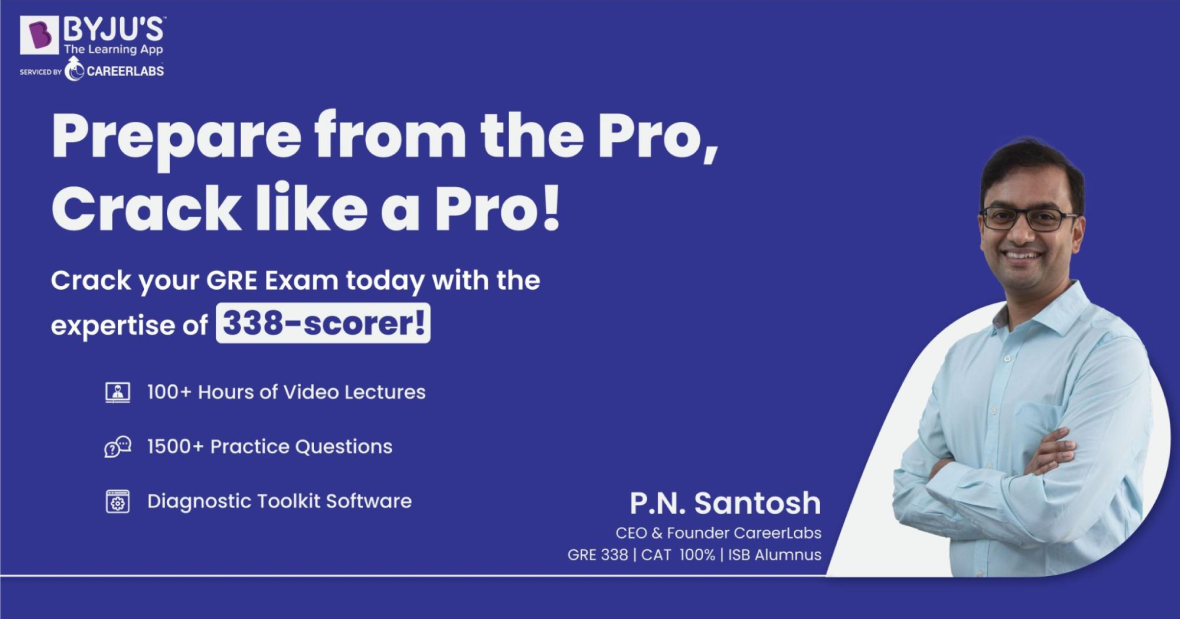 BYJU'S
The Learning App
SERVICED BY CAREERLABS
Prepare from the Pro,
Crack like a Pro!
Crack your GRE Exam today with the
expertise of 338-scorer!
100+ Hours of Video Lectures
1500+ Practice Questions
Diagnostic Toolkit Software
P.N. Santosh
CEO & Founder CareerLabs
GRE 338 | CAT 100% | ISB Alumnus